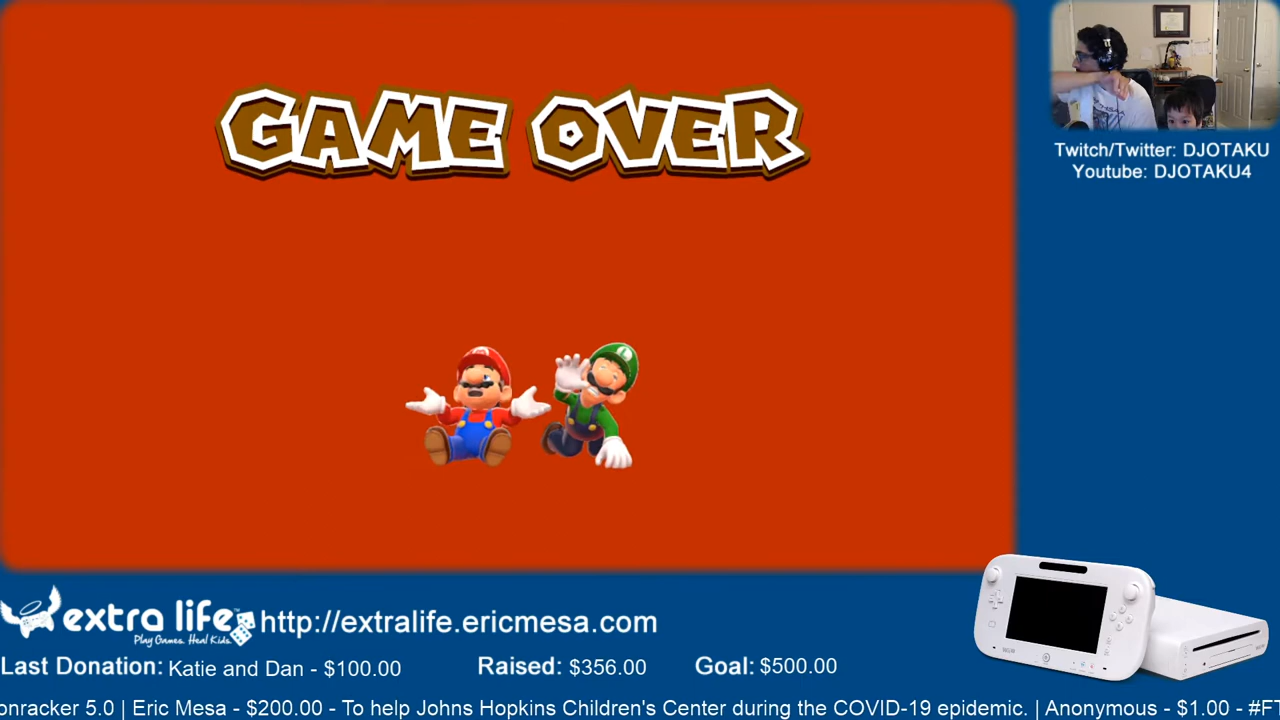 GAME OVER
Twitch/Twitter: DJOTAKU
Youtube: DJOTAKU4
extra life
Play Games. Heal Kids.
http://extralife.ericmesa.com
Last Donation: Katie and Dan - $100.00
Raised: $356.00
Goal: $500.00
onracker 5.0 | Eric Mesa - $200.00 - To help Johns Hopkins Children's Center during the COVID-19 epidemic. | Anonymous - $1.00 - #F